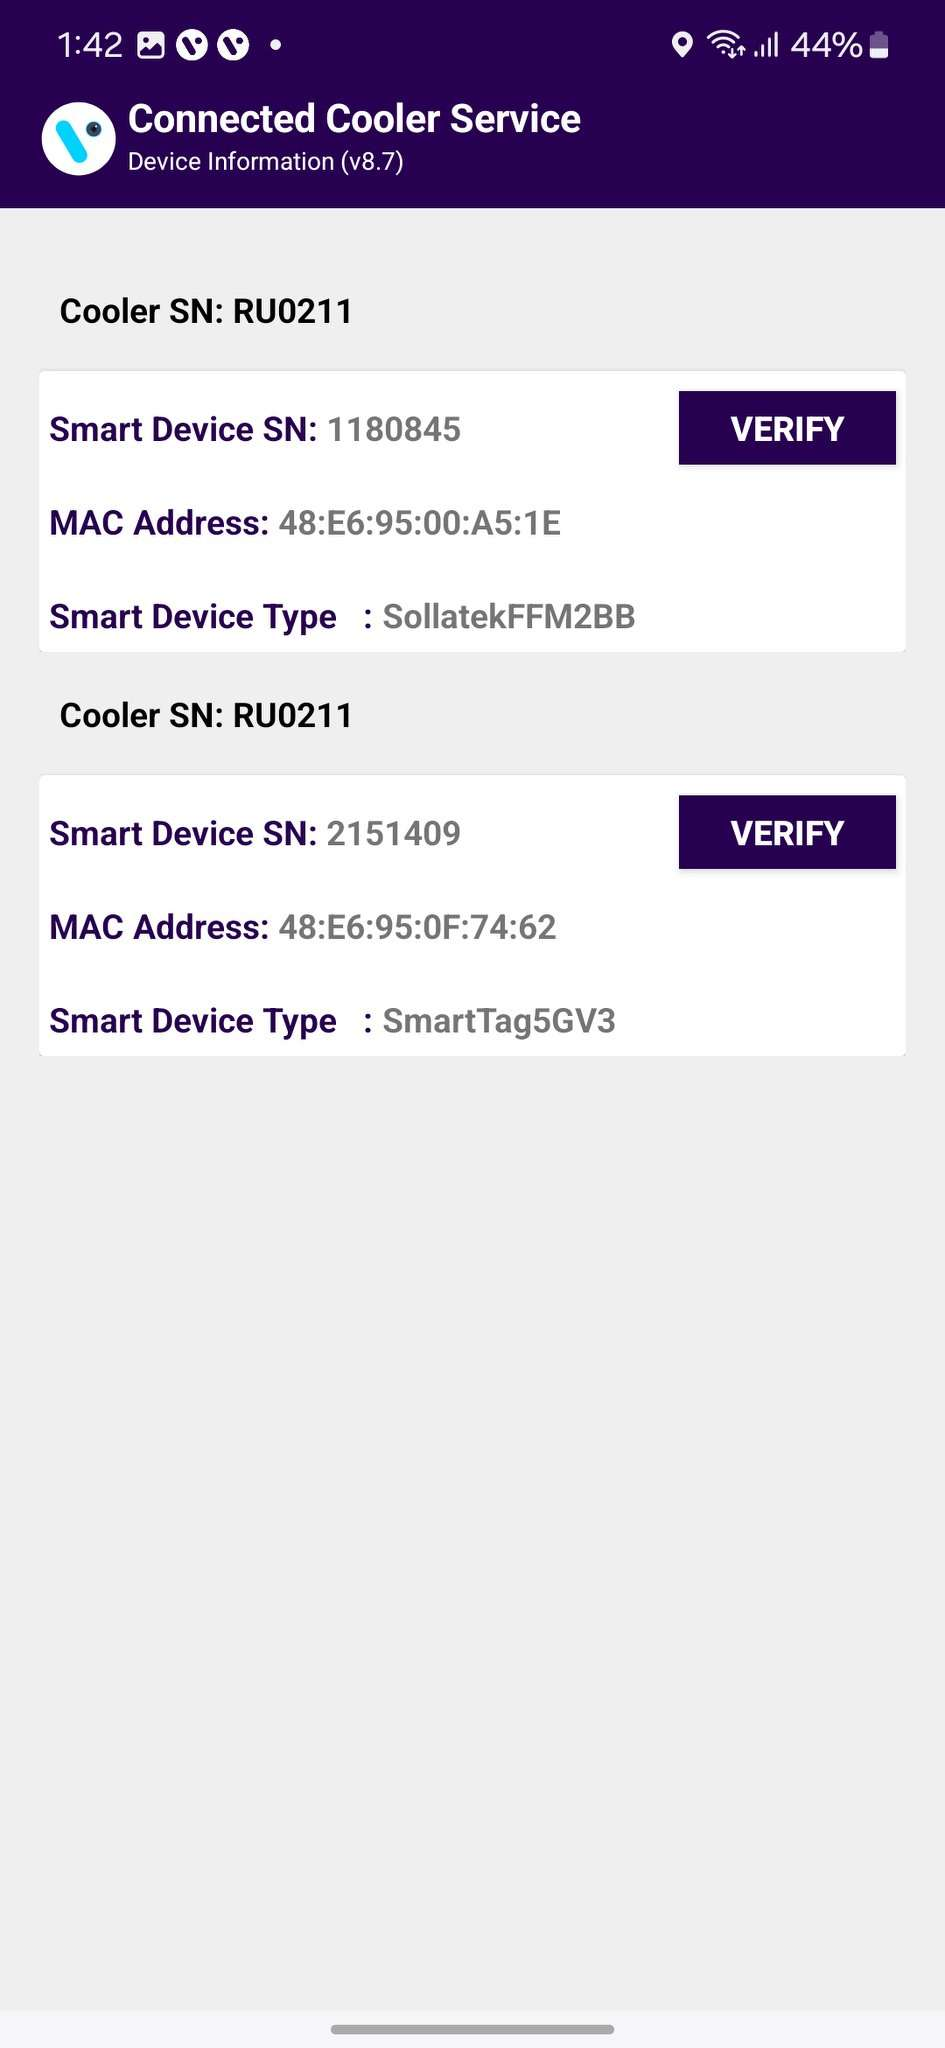 1:42
44%
Connected Cooler Service
Device Information (v8.7)
Cooler SN: RU0211
Smart Device SN: 1180845
VERIFY
MAC Address: 48:E6:95:00:A5:1E
Smart Device Type : SollatekFFM2BB
Cooler SN: RU0211
Smart Device SN: 2151409
VERIFY
MAC Address: 48:E6:95:0F:74:62
Smart Device Type : SmartTag5GV3